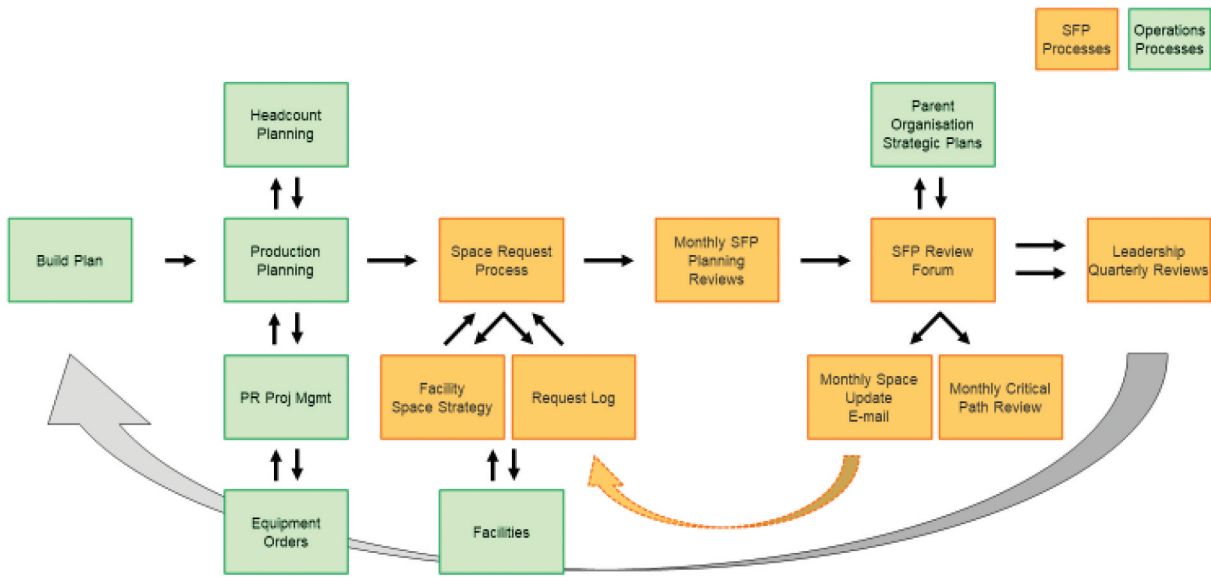 SFP
Processes
Operations
Processes
Headcount
Planning
Parent
Organisation
Strategic Plans
Build Plan
Production
Planning
Space Request
Process
Monthly SFP
Planning
Reviews
SFP Review
Forum
Leadership
Quarterly Reviews
PR Proj Mgmt
Facility
Space Strategy
Request Log
Monthly Space
Update
E-mail
Monthly Critical
Path Review
Equipment
Orders
Facilities